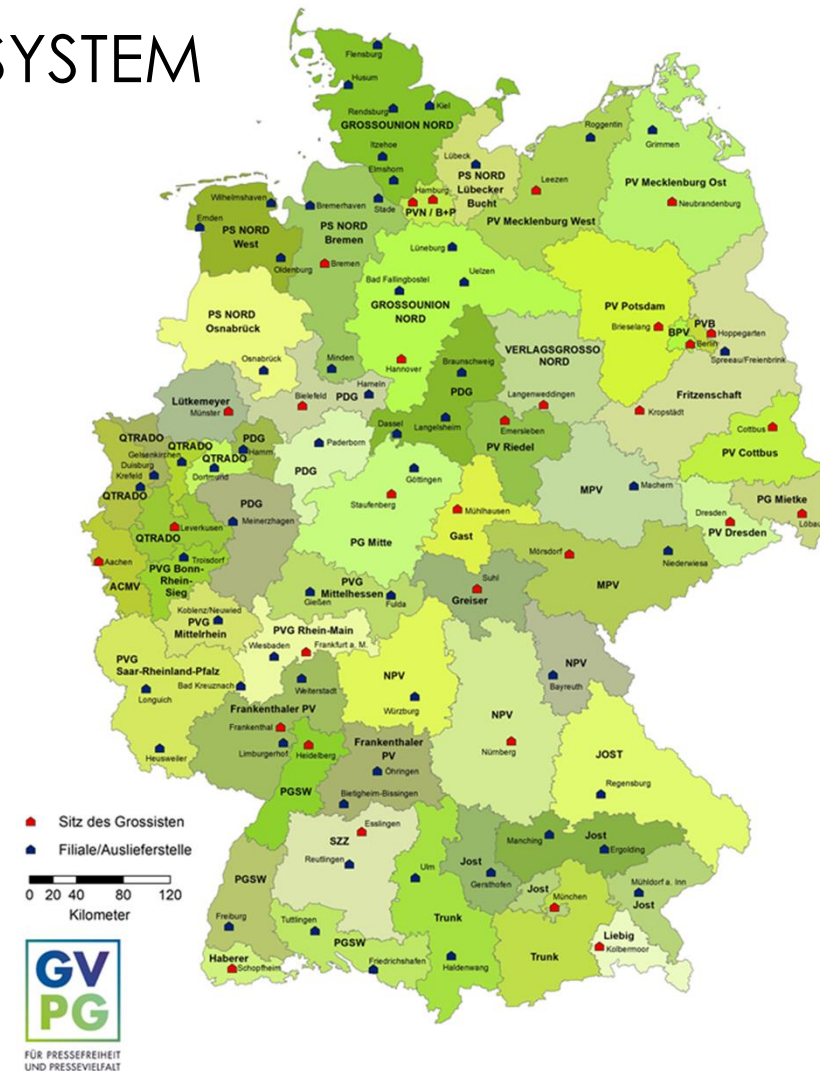 SYSTEM
Flensburg
Husum
Rendsburg
Kiel
GROSSOUNION NORD
Itzehoe
Elmshorn
Lübeck
PS NORD
Lübecker
Bucht
Roggentin
Grimmen
PV Mecklenburg Ost
Neubrandenburg
Leezen
PV Mecklenburg West
Hamburg
PVN / B+P
Stade
Wilhelmshaven
Emden
PS NORD
West
Oldenburg
Bremerhaven
PS NORD
Bremen
Bremen
Lüneburg
Uelzen
Bad Fallingbostel
GROSSOUNION
NORD
Hannover
PS NORD
Osnabrück
Osnabrück
Minden
PV Potsdam
Brieselang
BPV
PVB
Hoppegarten
Berlin
Spreeau/Freienbrink
VERLAGSGROSSO
NORD
Langenweddingen
Braunschweig
PDG
Langelsheim
Dassel
Hameln
PDG
Bielefeld
Lütkemeyer
Münster
Emersleben
PV Riedel
Fritzenschaft
Kropstädt
Cottbus
PV Cottbus
QTRADO
Gelsenkirchen
Duisburg
Krefeld
QTRADO
QTRADO
QTRADO
Dortmund
PDG
Hamm
Paderborn
PDG
Göttingen
Staufenberg
PG Mitte
Mühlhausen
Gast
MPV
Machern
PG Mietke
Löbau
Dresden
PV Dresden
PDG
Meinerzhagen
Leverkusen
QTRADO
Aachen
ACMV
Troisdorf
PVG Bonn-
Rhein-
Sieg
Mörsdorf
MPV
Niederwiesa
Suhl
Greiser
PVG
Mittelhessen
Gießen
Fulda
Koblenz/Neuwied
PVG
Mittelrhein
PVG Rhein-Main
Wiesbaden
Frankfurt a. M.
PVG
Saar-Rheinland-Pfalz
Bad Kreuznach
Longuich
Heusweiler
Weiterstadt
NPV
Würzburg
NPV
Bayreuth
NPV
Nürnberg
Frankenthaler PV
Frankenthal
Limburgerhof
Heidelberg
Frankenthaler
PV
Öhringen
Bietigheim-Bissingen
PGSW
JOST
Regensburg
Esslingen
SZZ
Reutlingen
Manching
Jost
Ergolding
Jost
Gersthofen
Ulm
Trunk
Haldenwang
Jost
München
Mühldorf a. Inn
Jost
Liebig
Kolbermoor
Trunk
PGSW
Freiburg
Tuttlingen
PGSW
Friedrichshafen
Haberer
Schopfheim
Sitz des Grossisten
Filiale/Auslieferstelle
0 20 40 80 120
Kilometer
GV
PG
FÜR PRESSEFREIHEIT
UND PRESSEVIELFALT